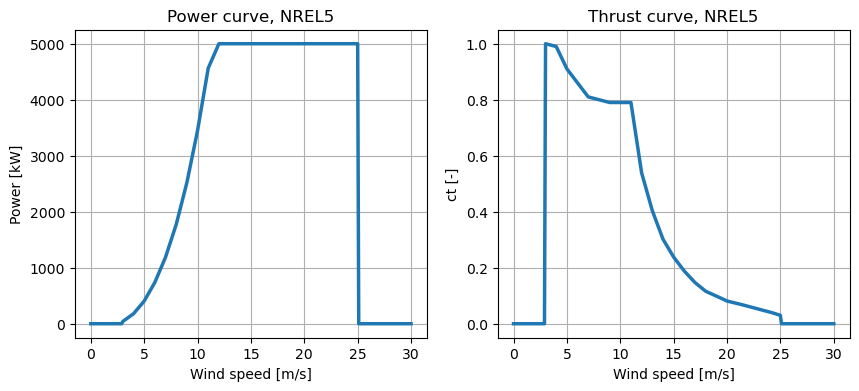 Power curve, NREL5
5000
4000
3000
2000
1000
0
Power [kW]
0 5 10 15 20 25 30
Wind speed [m/s]
Thrust curve, NREL5
1.0
0.8
0.6
0.4
0.2
0.0
ct [-]
0 5 10 15 20 25 30
Wind speed [m/s]